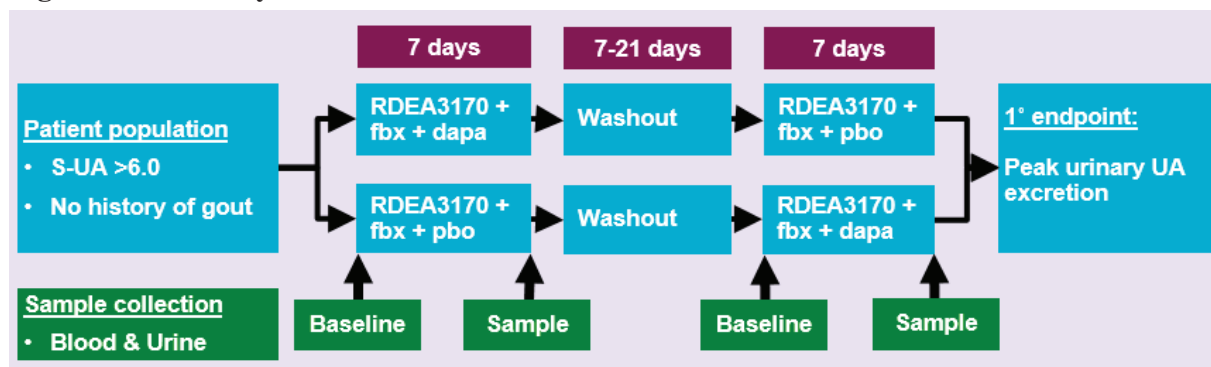 7 days
7-21 days
7 days
Patient population
• S-UA >6.0
• No history of gout
RDEA3170 +
fbx + dapa
Washout
RDEA3170 +
fbx + pbo
1° endpoint:
Peak urinary UA
excretion
RDEA3170 +
fbx + pbo
Washout
RDEA3170 +
fbx + dapa
Sample collection
• Blood & Urine
Baseline
Sample
Baseline
Sample